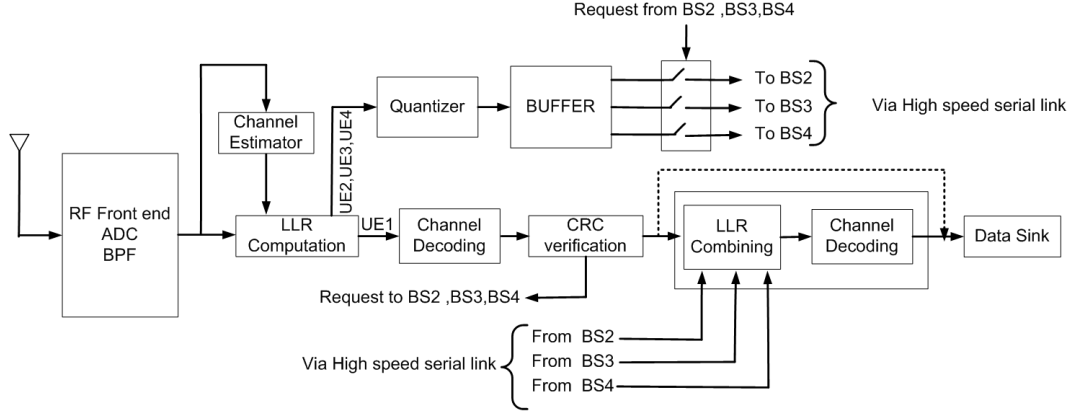 Request from BS2 ,BS3,BS4
To BS2
To BS3
To BS4
Via High speed serial link
Quantizer
BUFFER
Channel
Estimator
UE2,UE3,UE4
RF Front end
ADC
BPF
LLR
Computation
UE1
Channel
Decoding
CRC
verification
LLR
Combining
Channel
Decoding
Data Sink
Request to BS2 ,BS3,BS4
Via High speed serial link
From BS2
From BS3
From BS4